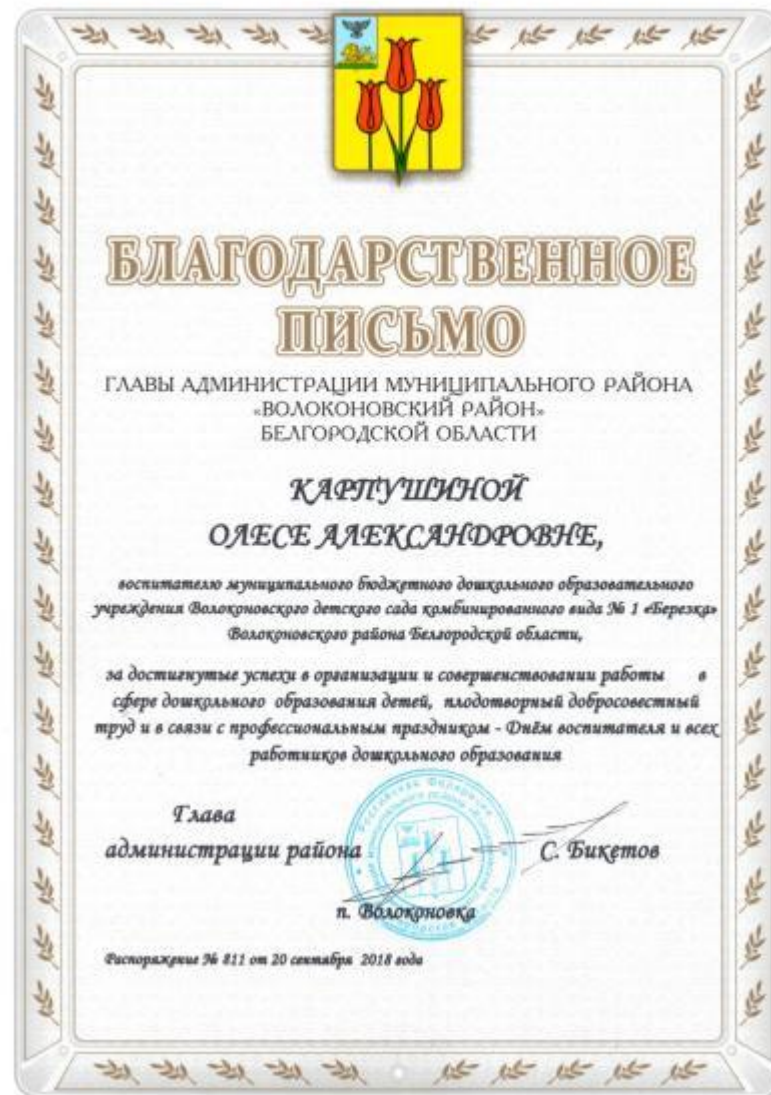 БЛАГОДАРСТВЕННОЕ
ПИСЬМО
ГЛАВЫ АДМИНИСТРАЦИИ МУНИЦИПАЛЬНОГО РАЙОНА
«ВОЛОКОНОВСКИЙ РАЙОН»
БЕЛГОРОДСКОЙ ОБЛАСТИ
КАРПУШИНОЙ
ОЛЕСЕ АЛЕКСАНДРОВНЕ,
воспитателю муниципального бюджетного дошкольного образовательного
учреждения Волоконовского детского сада комбинированного вида № 1 «Березка»
Волоконовского района Белгородской области,
за достигнутые успехи в организации и совершенствовании работы в
сфере дошкольного образования детей, плодотворный добросовестный
труд и в связи с профессиональным праздником - Днём воспитателя и всех
работников дошкольного образования
Глава
администрации района С. Бикетов
п. Волоконовка
Распоряжение № 811 от 20 сентября 2018 года